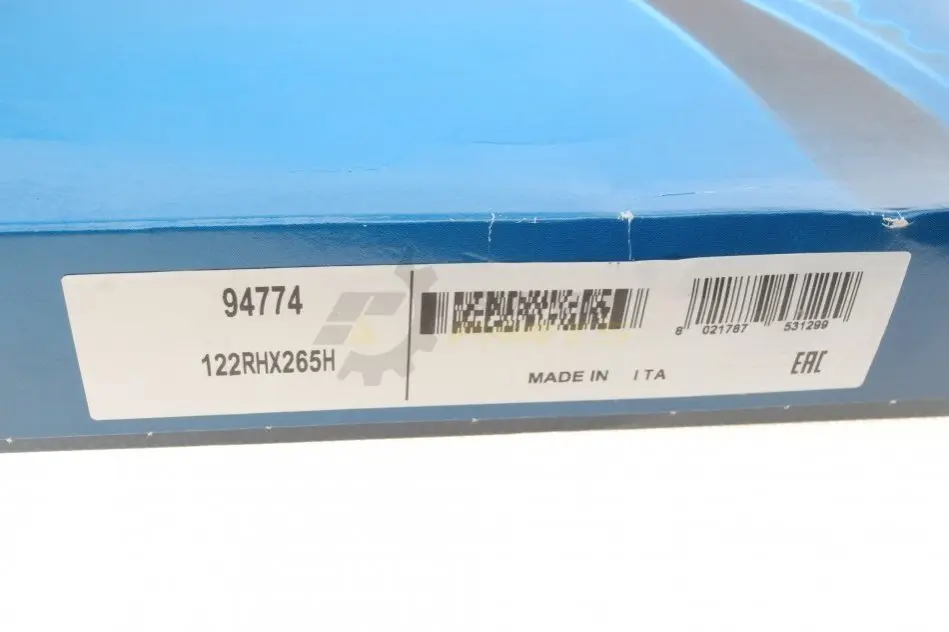 94774
122RHX265H
8 021787 531299
MADE IN ITA
EAC